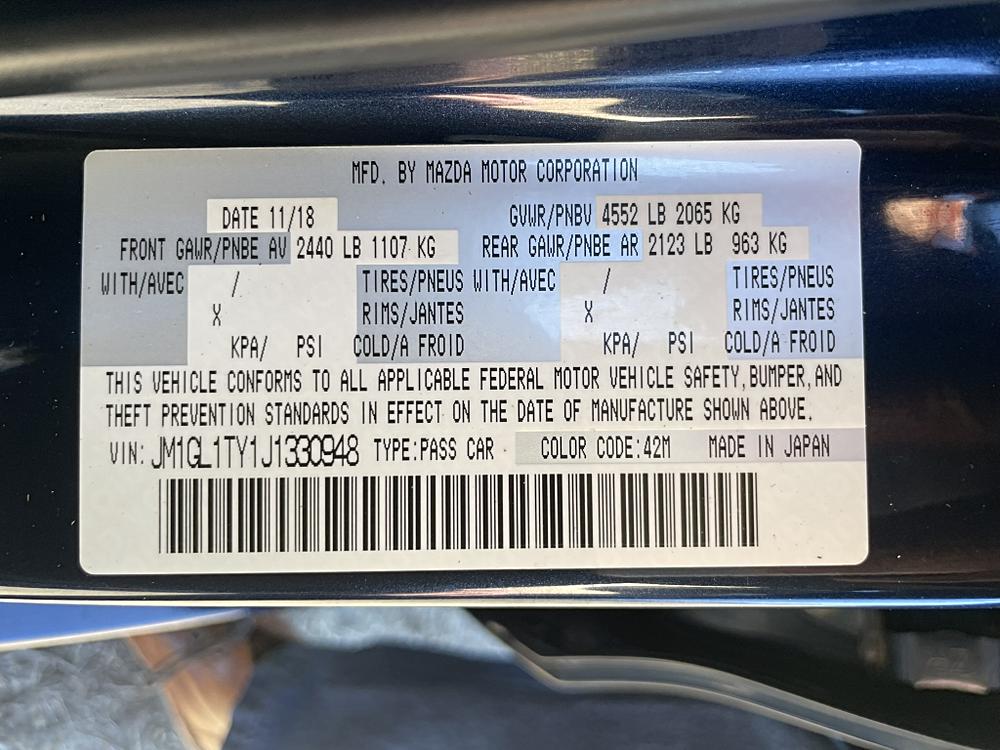 MFD. BY MAZDA MOTOR CORPORATION
DATE 11/18 GVWR/PNBV 4552 LB 2065 KG
FRONT GAWR/PNBE AV 2440 LB 1107 KG REAR GAWR/PNBE AR 2123 LB 963 KG
WITH/AVEC / TIRES/PNEUS WITH/AVEC / TIRES/PNEUS
X RIMS/JANTES X RIMS/JANTES
KPA/ PSI COLD/A FROID KPA/ PSI COLD/A FROID
THIS VEHICLE CONFORMS TO ALL APPLICABLE FEDERAL MOTOR VEHICLE SAFETY,BUMPER,AND
THEFT PREVENTION STANDARDS IN EFFECT ON THE DATE OF MANUFACTURE SHOWN ABOVE.
VIN: JM1GL1TY1J1330948 TYPE:PASS CAR COLOR CODE:42M MADE IN JAPAN